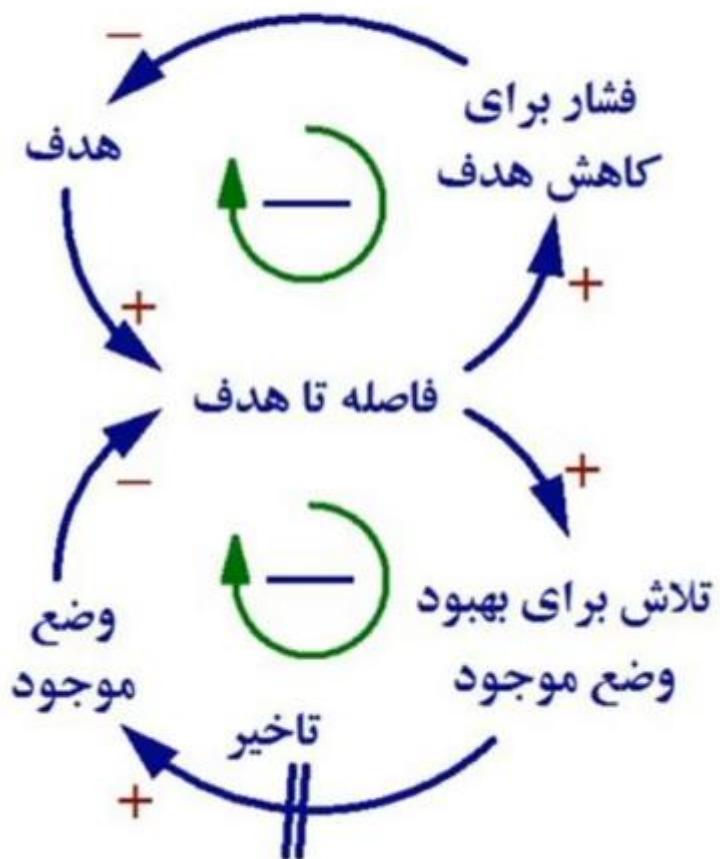 −
فشار برای
کاهش هدف
هدف
−
+
+
فاصله تا هدف
−
+
−
تلاش برای بهبود
وضع موجود
وضع
موجود
تاخیر
+